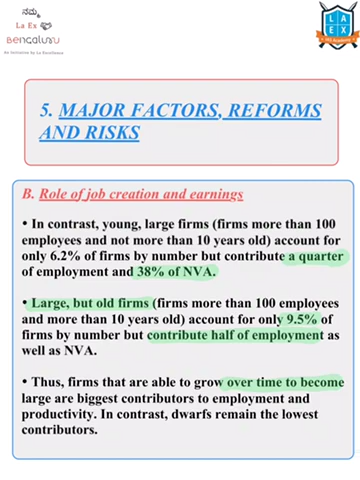 ನಮ್ಮ
La Ex
BENGALURU
An Initiative by La Excellence
LA
EX
IAS Academy
5. MAJOR FACTORS, REFORMS
AND RISKS
B. Role of job creation and earnings
• In contrast, young, large firms (firms more than 100
employees and not more than 10 years old) account for
only 6.2% of firms by number but contribute a quarter
of employment and 38% of NVA.
• Large, but old firms (firms more than 100 employees
and more than 10 years old) account for only 9.5% of
firms by number but contribute half of employment as
well as NVA.
• Thus, firms that are able to grow over time to become
large are biggest contributors to employment and
productivity. In contrast, dwarfs remain the lowest
contributors.